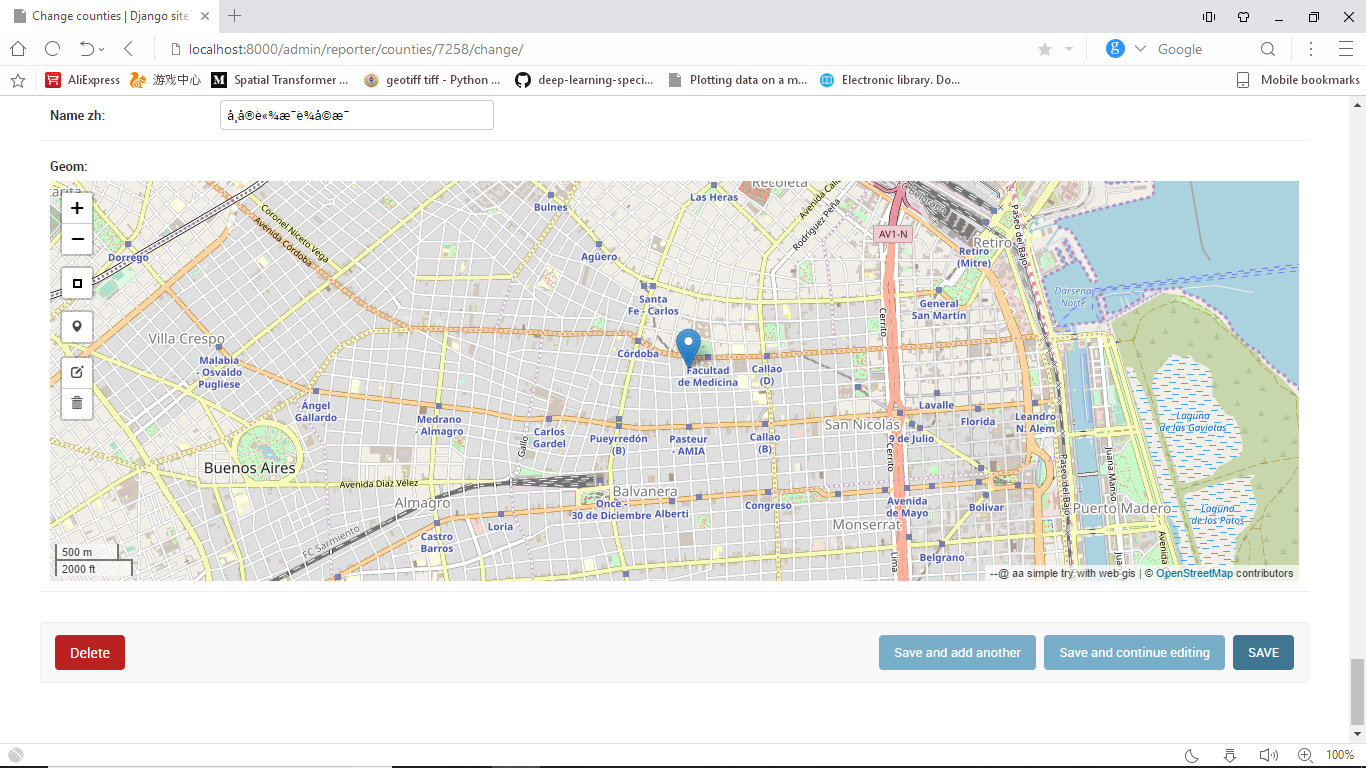 Change counties | Django site
localhost:8000/admin/reporter/counties/7258/change/
Google
AliExpress
游戏中心
Spatial Transformer ...
geotiff tiff - Python ...
deep-learning-speci...
Plotting data on a m...
Electronic library. Do...
Mobile bookmarks
Name zh:
å¸å®è«¾æ¯è¾å©æ¯
Geom:
+
−
Dorrego
Coronel Niceto Vega
Avenida Córdoba
Bulnes
Las Heras
Recoleta
Rodriguez Peña
AV1-N
Retiro
Retiro
(Mitre)
Paseo del Bajo
Agüero
Santa
Fe - Carlos
General
San Martín
Dársena
Norte
Cerrito
Villa Crespo
Malabia
- Osvaldo
Pugliese
Córdoba
Facultad
de Medicina
Callao
(D)
Ángel
Gallardo
Medrano
- Almagro
Carlos
Gardel
Pueyrredón
(B)
Pasteur
- AMIA
Callao
(B)
San Nicolás
Lavalle
9 de Julio
Florida
Leandro
N. Alem
Laguna
de las Gaviotas
Gallo
Cerrito
Paseo del Bajo
Juana Manso
Buenos Aires
Avenida Díaz Vélez
Almagro
Balvanera
Once -
30 de Diciembre
Alberti
Congreso
Avenida
de Mayo
Bolívar
Puerto Madero
Laguna
de los Patos
Loria
Castro
Barros
FC Sarmiento
Monserrat
Belgrano
Lima
Avenida
500 m
2000 ft
--@ aa simple try with web gis | © OpenStreetMap contributors
Delete
Save and add another
Save and continue editing
SAVE
100%